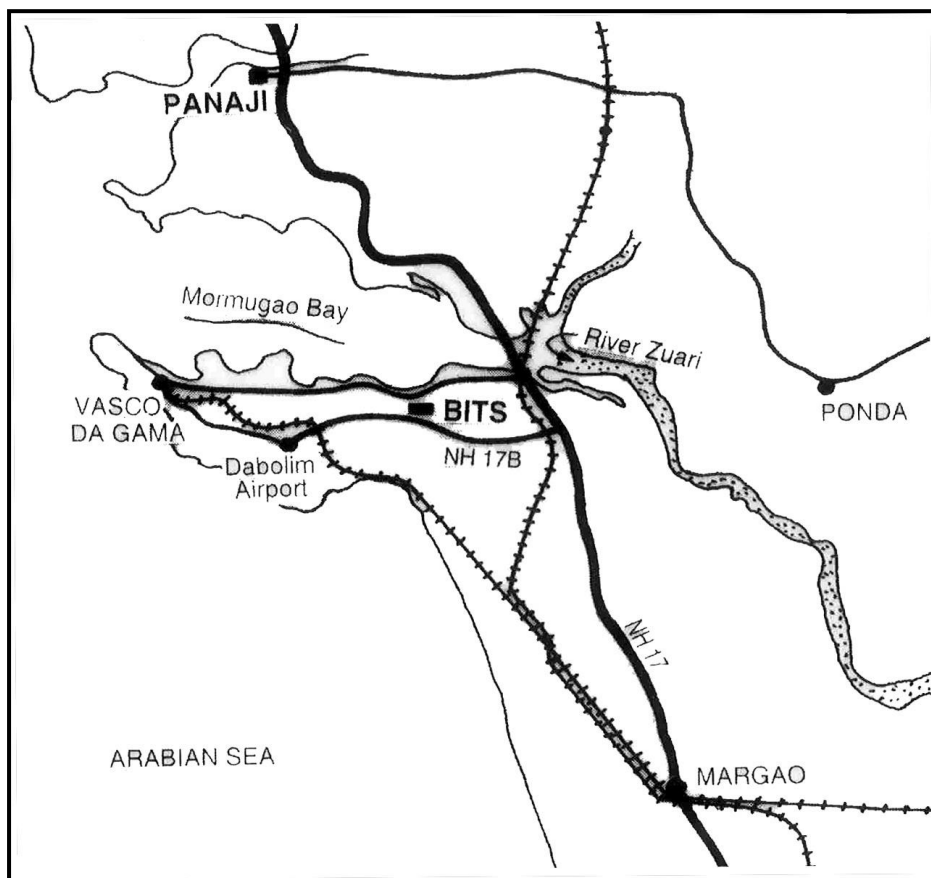 PANAJI
Mormugao Bay
River Zuari
VASCO
DA GAMA
BITS
PONDA
Dabolim
Airport
NH 17B
NH 17
ARABIAN SEA
MARGAO